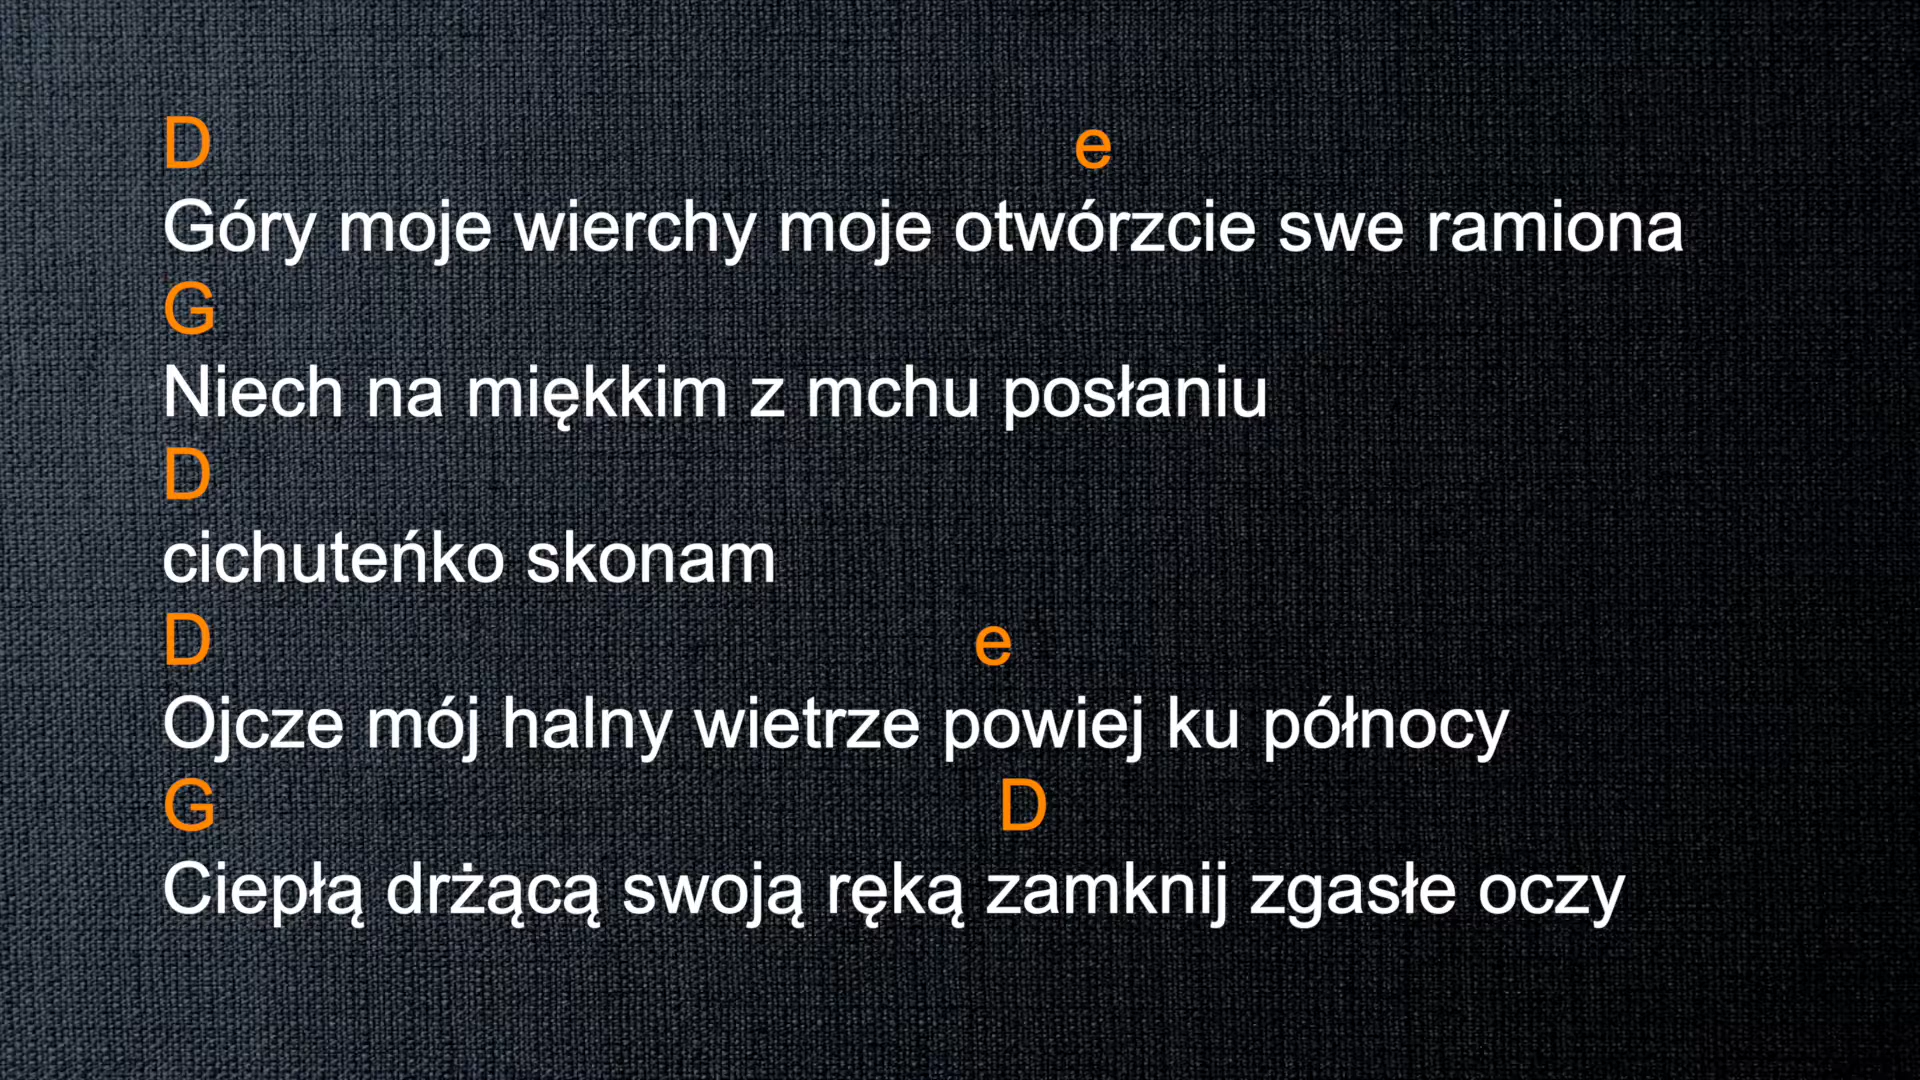 D e
Góry moje wierchy moje otwórzcie swe ramiona
G
Niech na miękkim z mchu posłaniu
D
cichuteńko skonam
D e
Ojcze mój halny wietrze powiej ku północy
G D
Ciepłą drżącą swoją ręką zamknij zgasłe oczy